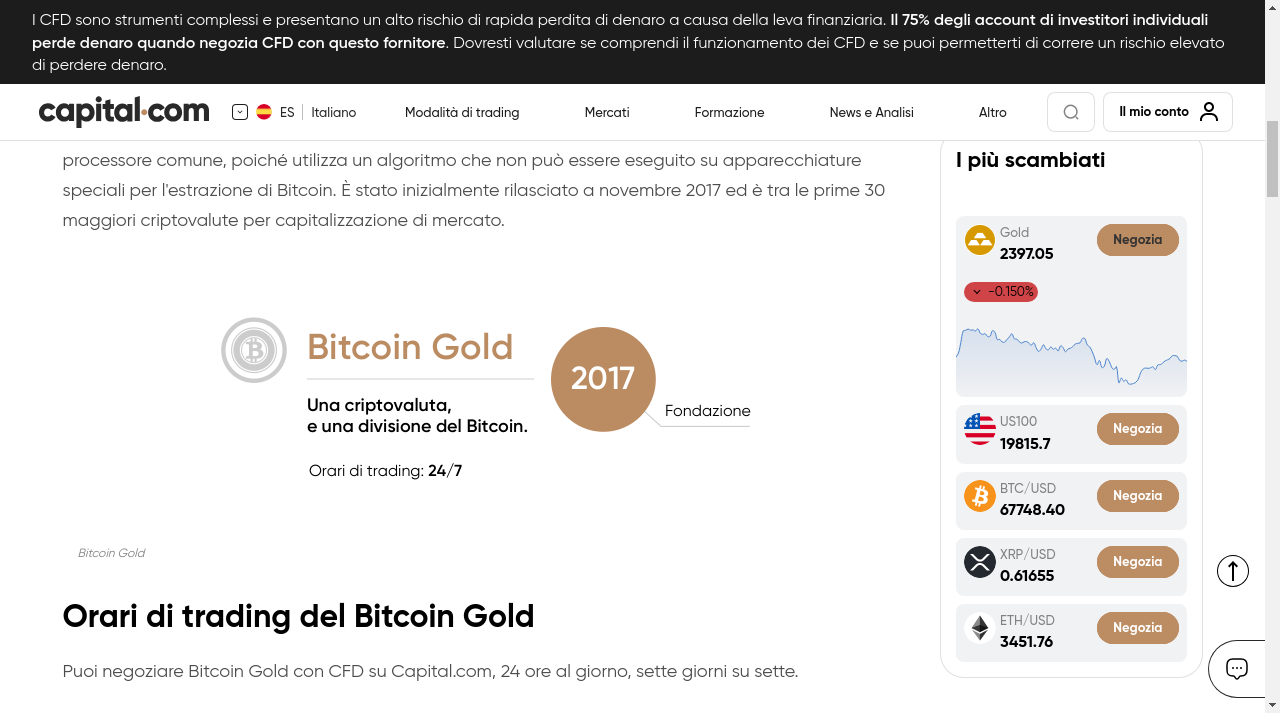 I CFD sono strumenti complessi e presentano un alto rischio di rapida perdita di denaro a causa della leva finanziaria. Il 75% degli account di investitori individuali
perde denaro quando negozia CFD con questo fornitore. Dovresti valutare se comprendi il funzionamento dei CFD e se puoi permetterti di correre un rischio elevato
di perdere denaro.
capital.com
ES
Italiano
Modalità di trading
Mercati
Formazione
News e Analisi
Altro
Il mio conto
processore comune, poiché utilizza un algoritmo che non può essere eseguito su apparecchiature
speciali per l'estrazione di Bitcoin. È stato inizialmente rilasciato a novembre 2017 ed è tra le prime 30
maggiori criptovalute per capitalizzazione di mercato.
Bitcoin Gold
Una criptovaluta,
e una divisione del Bitcoin.
Orari di trading: 24/7
2017
Fondazione
Bitcoin Gold
Orari di trading del Bitcoin Gold
Puoi negoziare Bitcoin Gold con CFD su Capital.com, 24 ore al giorno, sette giorni su sette.
I più scambiati
Gold
2397.05
Negozia
-0.150%
US100
19815.7
Negozia
BTC/USD
67748.40
Negozia
XRP/USD
0.61655
Negozia
ETH/USD
3451.76
Negozia